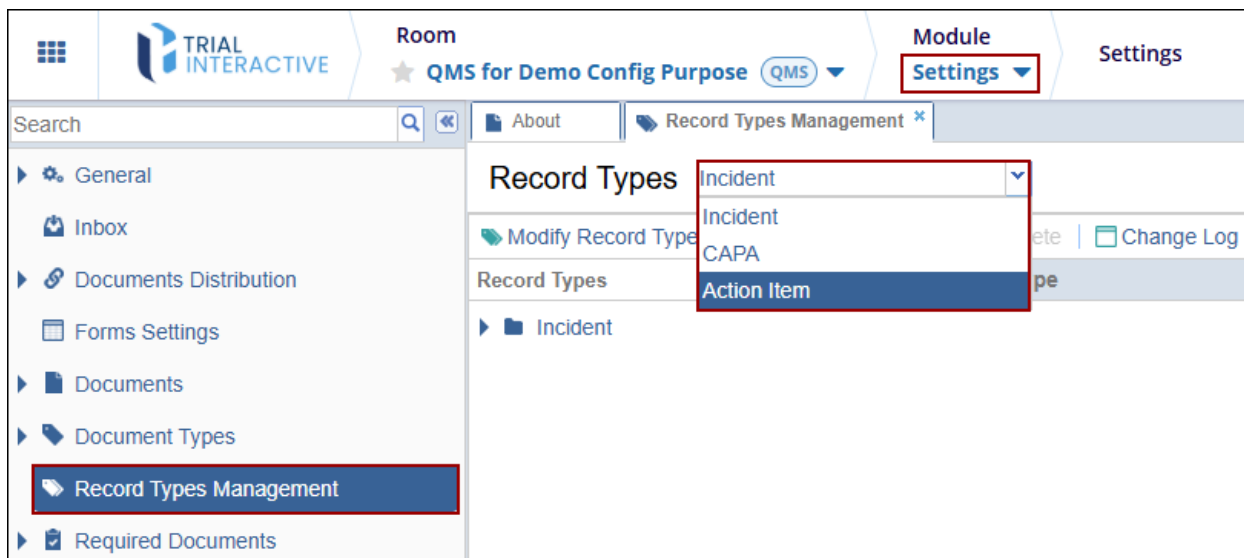 TRIAL
INTERACTIVE
Room
QMS for Demo Config Purpose QMS
Module
Settings
Settings
Search
General
Inbox
Documents Distribution
Forms Settings
Documents
Document Types
Record Types Management
Required Documents
About
Record Types Management
Record Types Incident
Incident
CAPA
Action Item
Modify Record Type
ete
Change Log
Record Types
pe
Incident